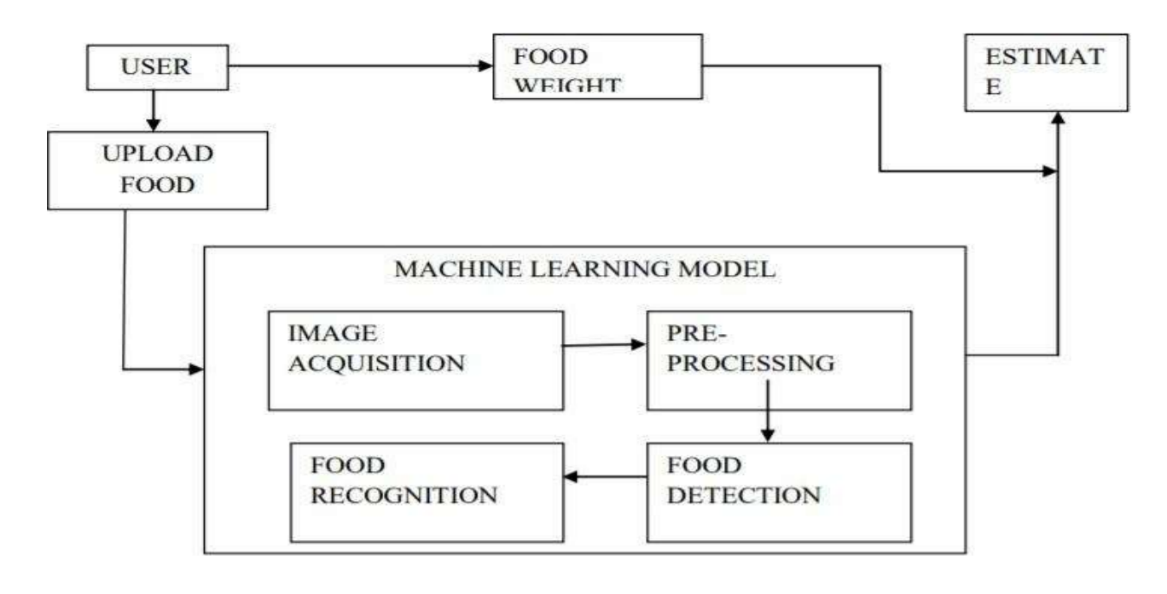 USER
FOOD
WEIGHT
ESTIMAT
E
UPLOAD
FOOD
MACHINE LEARNING MODEL
IMAGE
ACQUISITION
PRE-
PROCESSING
FOOD
RECOGNITION
FOOD
DETECTION